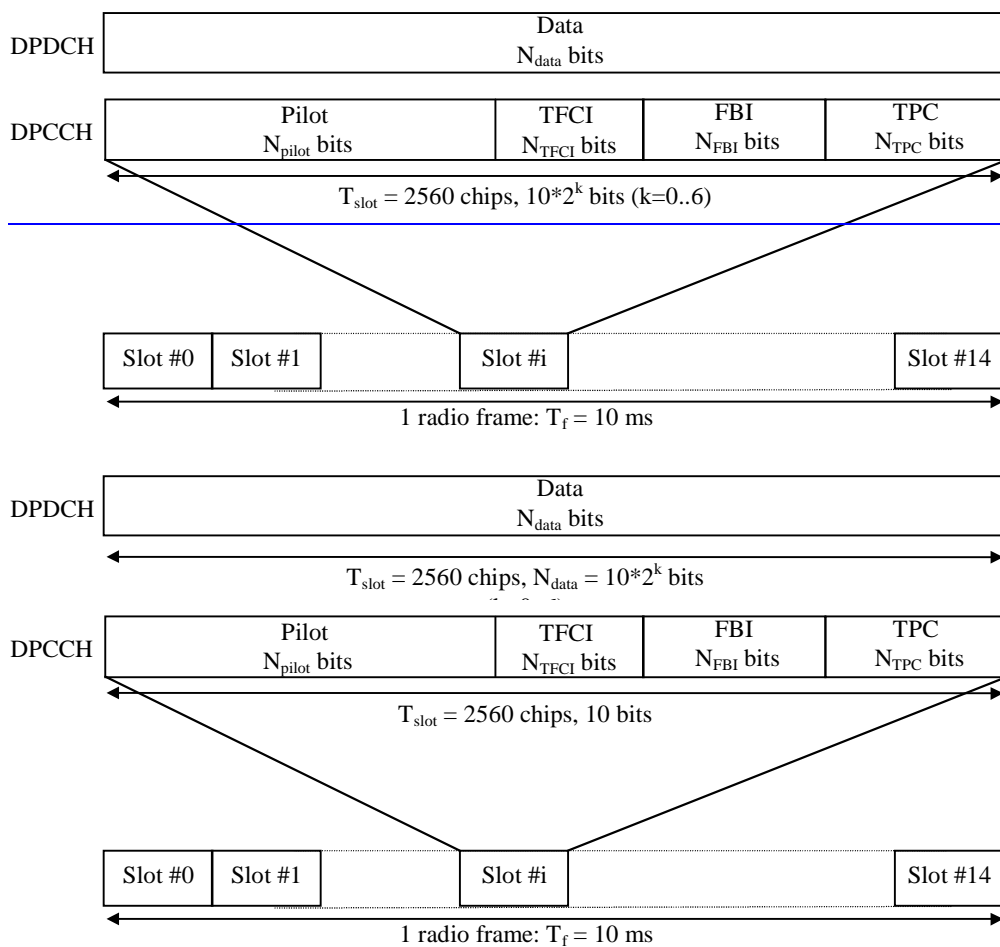 Data
DPDCH
N_data bits
Pilot TFCI FBI TPC
DPCCH
N_pilot bits N_TFCI bits N_FBI bits N_TPC bits
T_slot = 2560 chips, 10*2^k bits (k=0..6)
Slot #0 Slot #1 Slot #i Slot #14
1 radio frame: T_f = 10 ms
Data
DPDCH
N_data bits
T_slot = 2560 chips, N_data = 10*2^k bits
Pilot TFCI FBI TPC
DPCCH
N_pilot bits N_TFCI bits N_FBI bits N_TPC bits
T_slot = 2560 chips, 10 bits
Slot #0 Slot #1 Slot #i Slot #14
1 radio frame: T_f = 10 ms